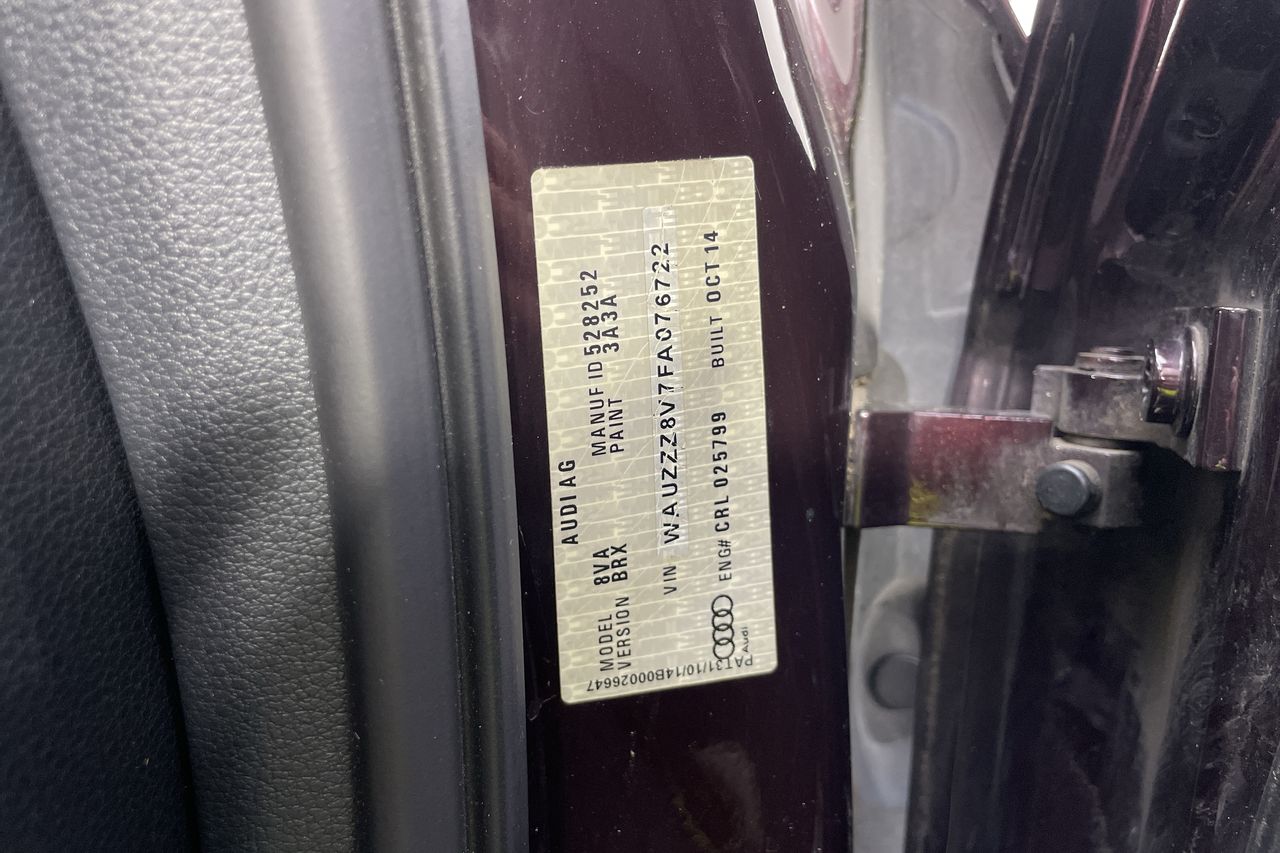 AUDI AG
MODEL 8VA MANUF ID 528252
VERSION BRX PAINT 3A3A
VIN WAUZZZ8V7FA076722
Audi ENG# CRL 025799 BUILT OCT 14
PAT31/10/14B000026647